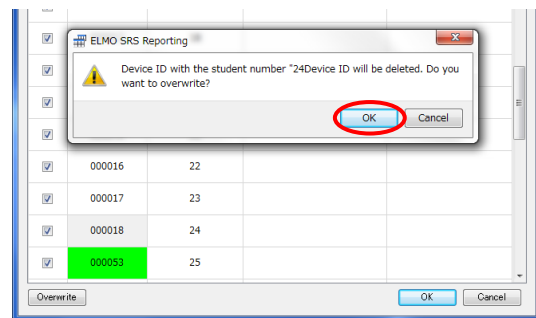 ELMO SRS Reporting
Device ID with the student number "24Device ID will be deleted. Do you
want to overwrite?
OK Cancel
000016 22
000017 23
000018 24
000053 25
Overwrite OK Cancel